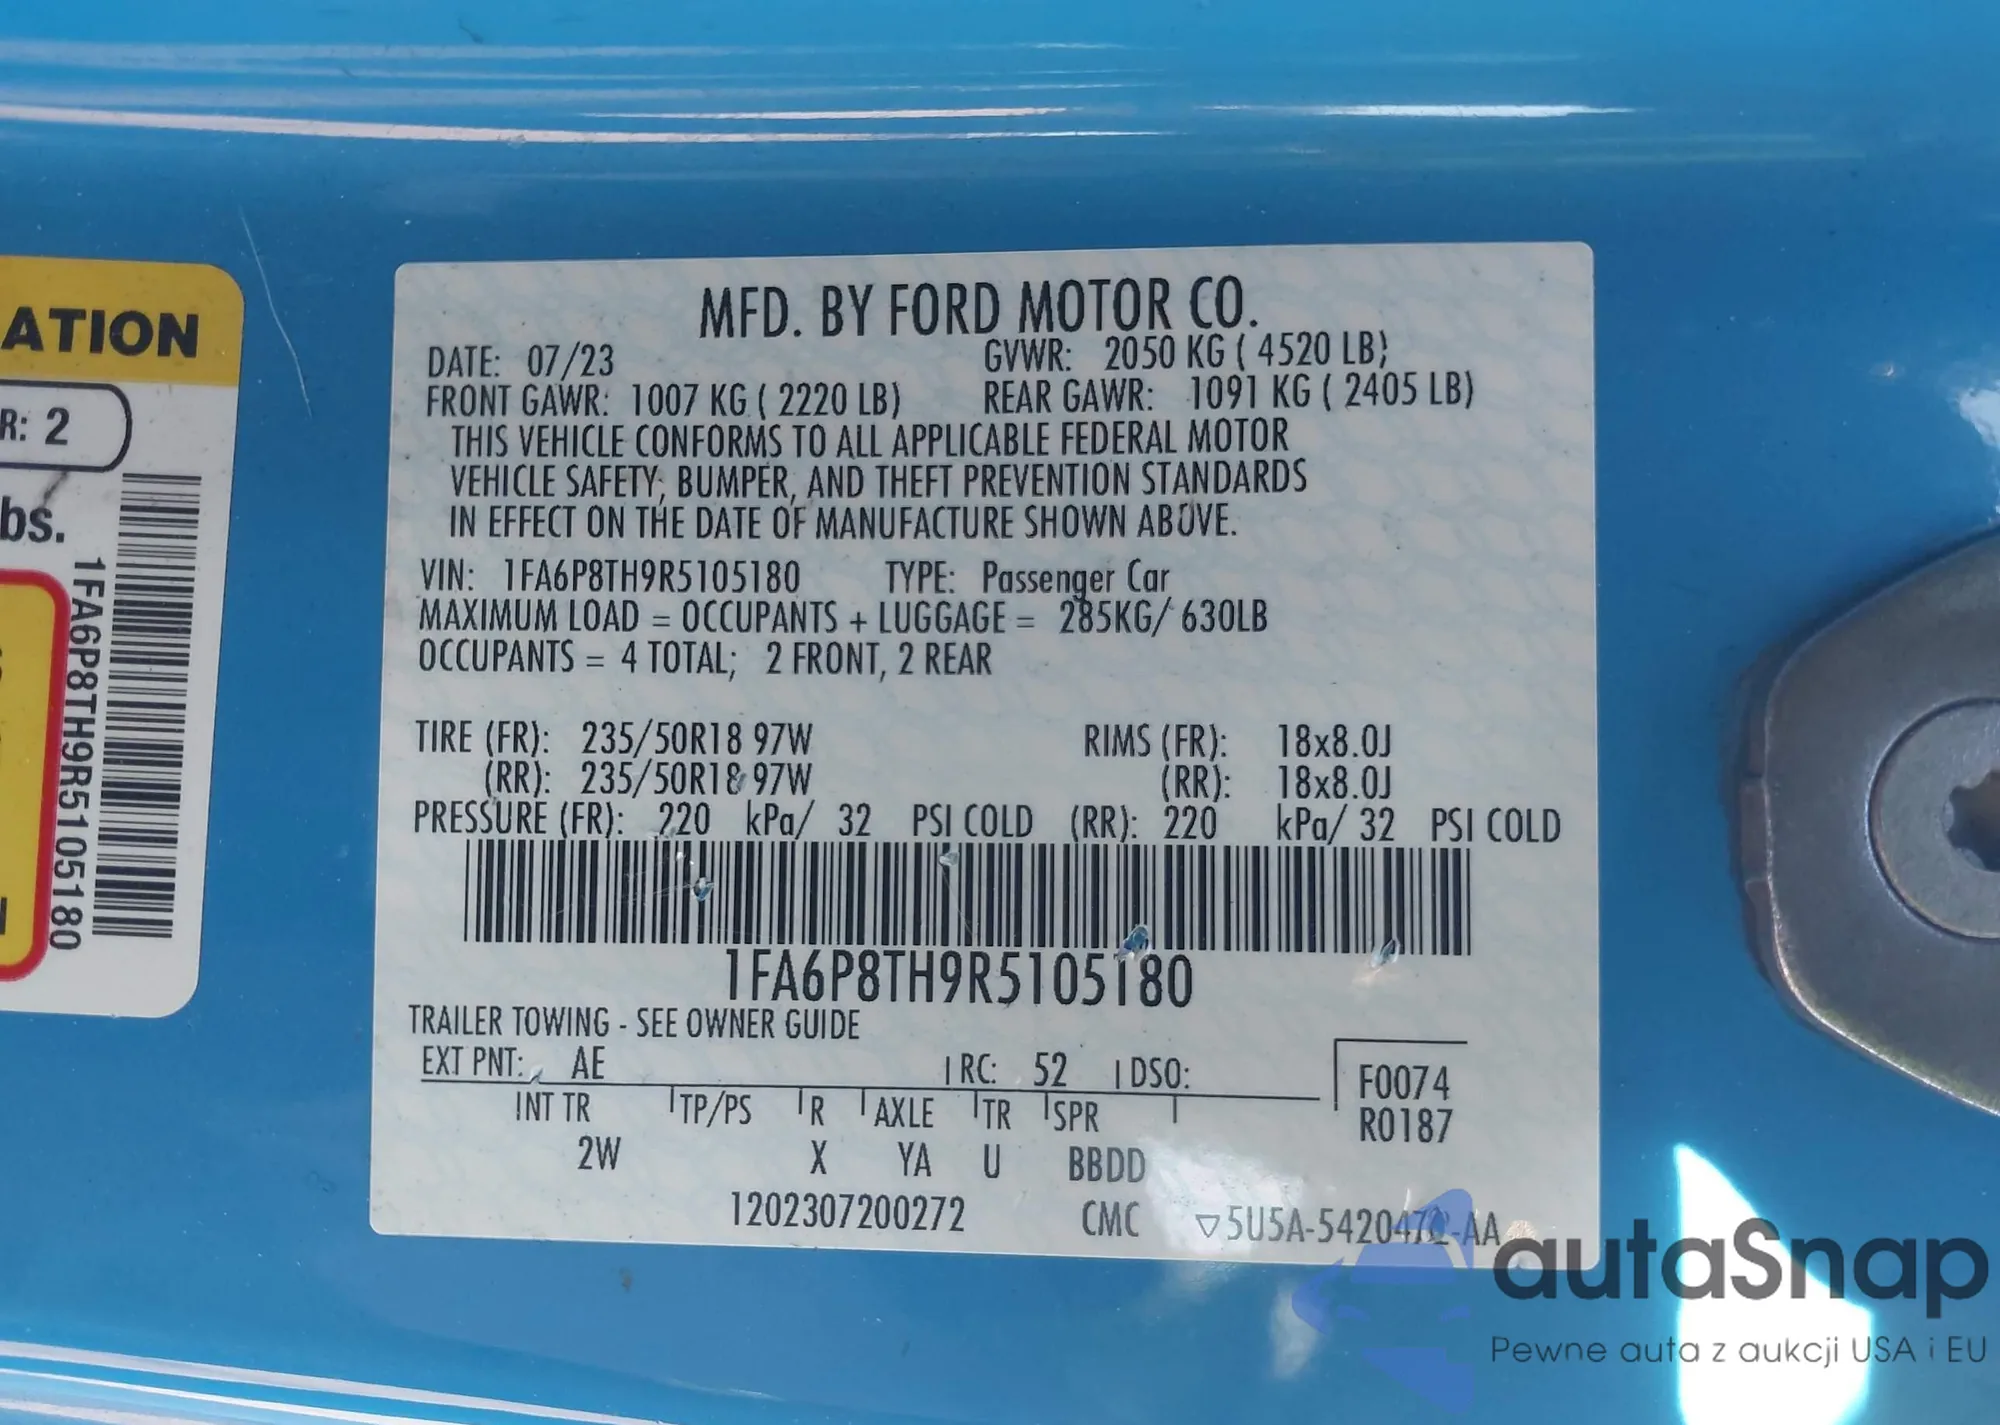 ATION
R: 2
bs.
1FA6P8TH9R5105180
MFD. BY FORD MOTOR CO.
DATE: 07/23 GVWR: 2050 KG ( 4520 LB)
FRONT GAWR: 1007 KG ( 2220 LB) REAR GAWR: 1091 KG ( 2405 LB)
THIS VEHICLE CONFORMS TO ALL APPLICABLE FEDERAL MOTOR
VEHICLE SAFETY, BUMPER, AND THEFT PREVENTION STANDARDS
IN EFFECT ON THE DATE OF MANUFACTURE SHOWN ABOVE.
VIN: 1FA6P8TH9R5105180 TYPE: Passenger Car
MAXIMUM LOAD = OCCUPANTS + LUGGAGE = 285KG/ 630LB
OCCUPANTS = 4 TOTAL; 2 FRONT, 2 REAR
TIRE (FR): 235/50R18 97W RIMS (FR): 18x8.0J
(RR): 235/50R18 97W (RR): 18x8.0J
PRESSURE (FR): 220 kPa/ 32 PSI COLD (RR): 220 kPa/ 32 PSI COLD
1FA6P8TH9R5105180
TRAILER TOWING - SEE OWNER GUIDE
EXT PNT: AE RC: 52 DSO:
F0074
INT TR TP/PS R AXLE TR SPR
R0187
2W X YA U BBDD
1202307200272 CMC ▽5U5A-5420472-AA
autaSnap
Pewne auta z aukcji USA i EU